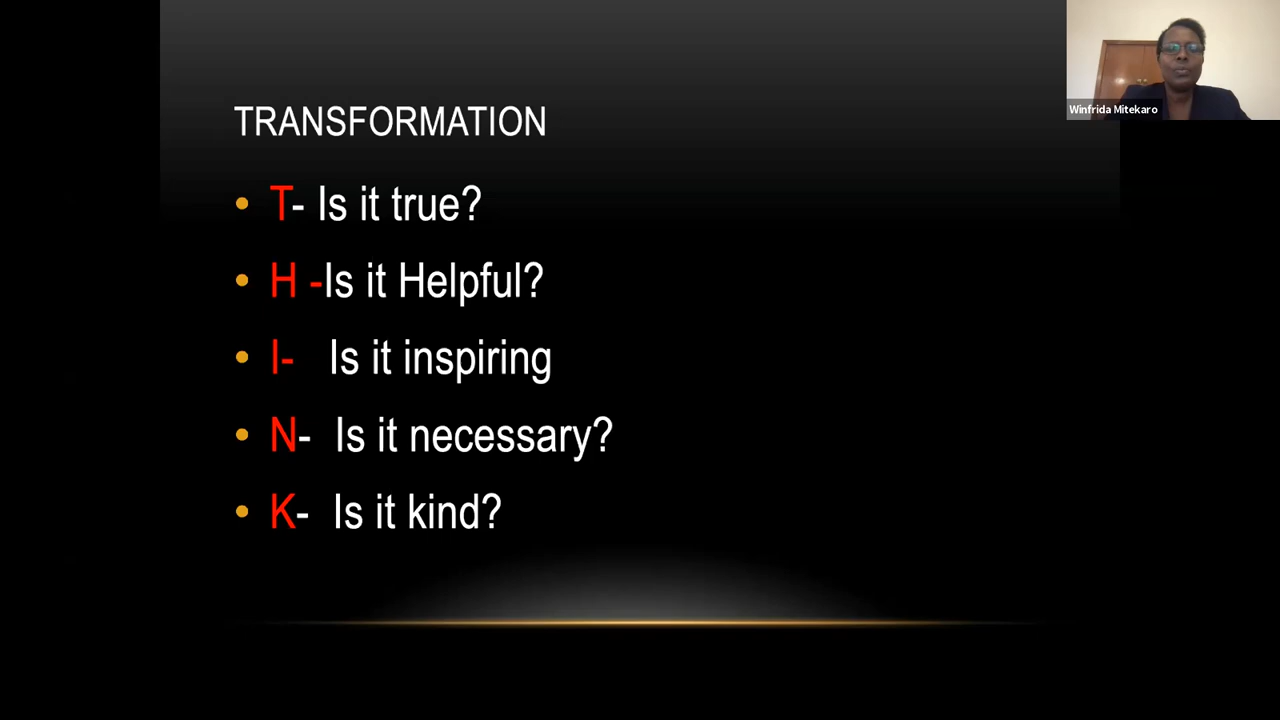 TRANSFORMATION
• T- Is it true?
• H -Is it Helpful?
• I- Is it inspiring
• N- Is it necessary?
• K- Is it kind?
Winfrida Mitekaro